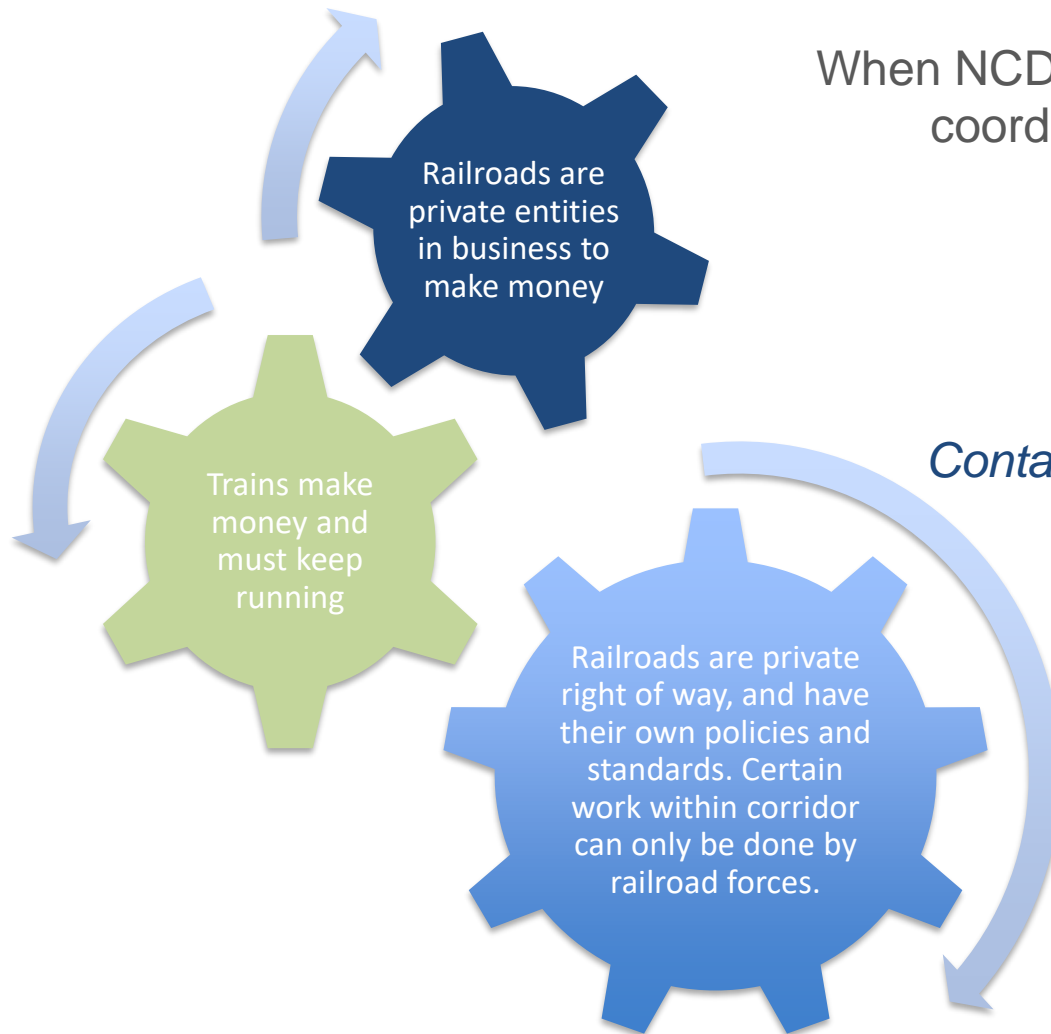 When NCD
coord
Railroads are
private entities
in business to
make money
Conta
Trains make
money and
must keep
running
Railroads are private
right of way, and have
their own policies and
standards. Certain
work within corridor
can only be done by
railroad forces.